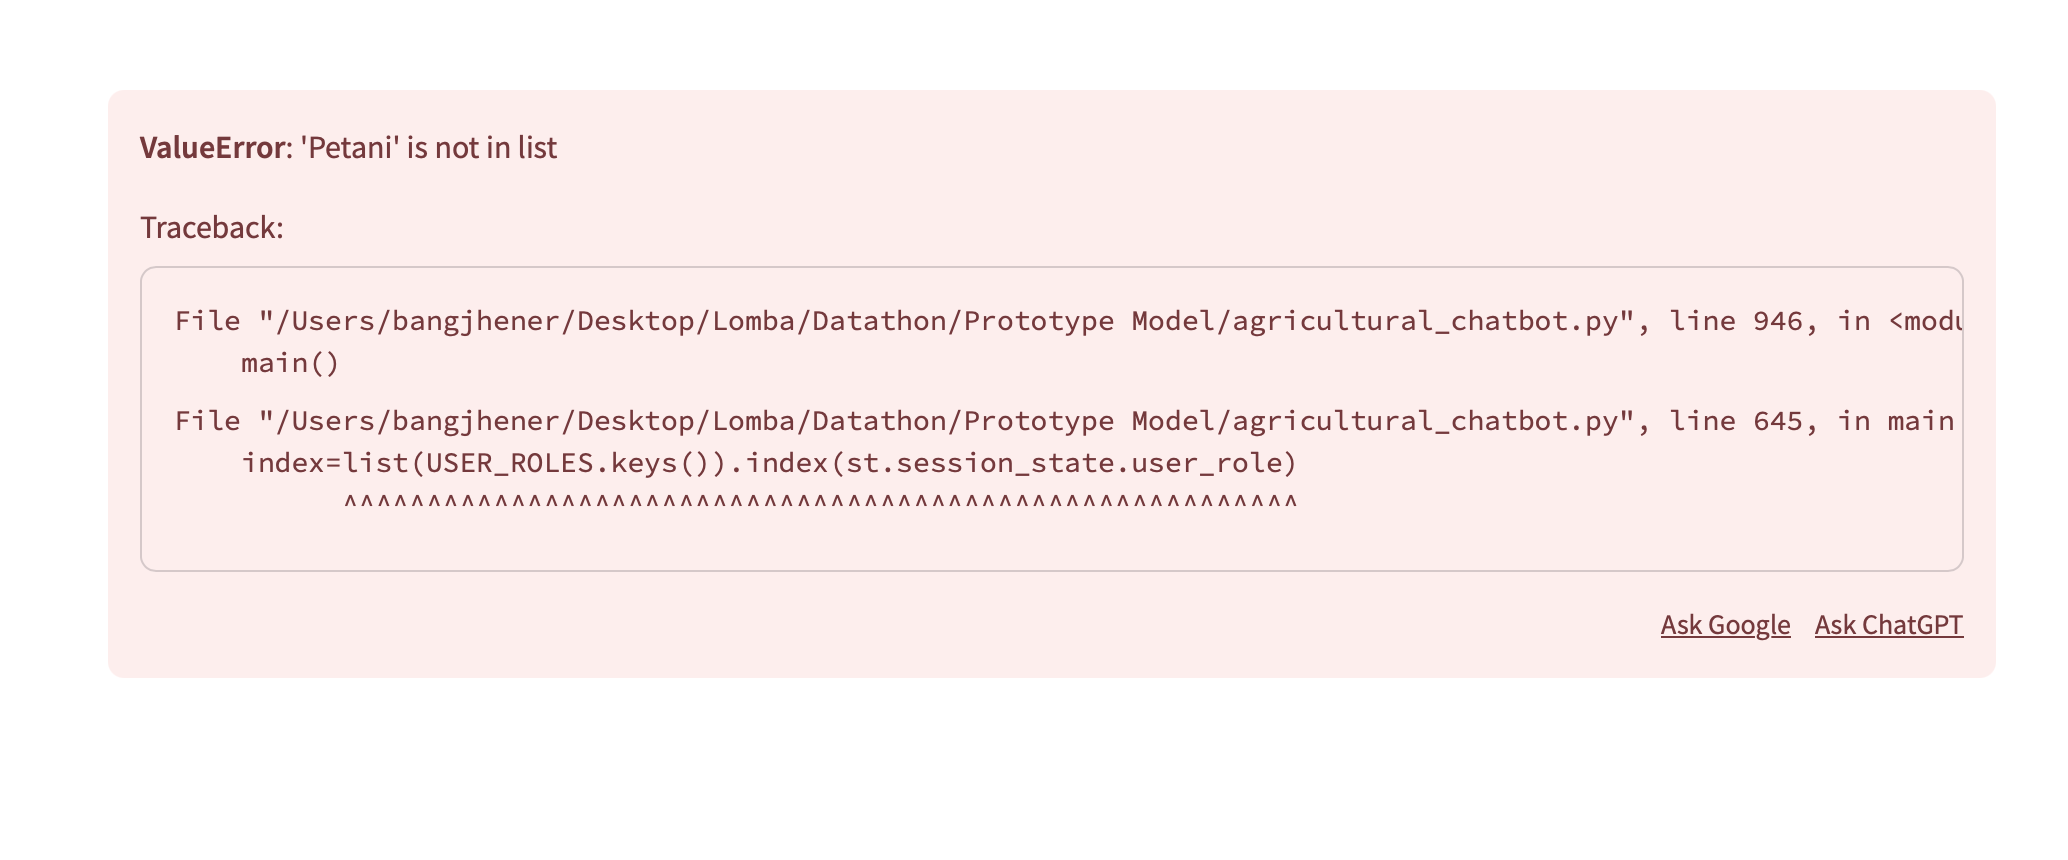 ValueError: 'Petani' is not in list
Traceback:
File "/Users/bangjhener/Desktop/Lomba/Datathon/Prototype Model/agricultural_chatbot.py", line 946, in <modu
main()
File "/Users/bangjhener/Desktop/Lomba/Datathon/Prototype Model/agricultural_chatbot.py", line 645, in main
index=list(USER_ROLES.keys()).index(st.session_state.user_role)
^^^^^^^^^^^^^^^^^^^^^^^^^^^^^^^^^^^^^^^^^^^^^^^^^^^^^^^^^
Ask Google Ask ChatGPT